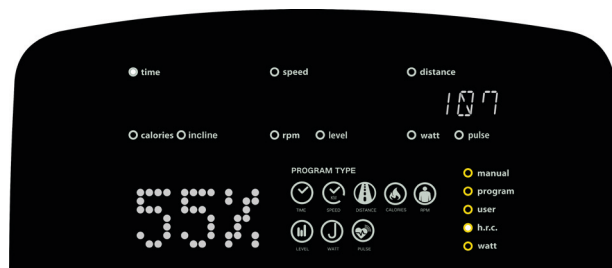 time speed distance
107
calories incline rpm level watt pulse
PROGRAM TYPE
manual
program
user
h.r.c.
watt
55%
TIME SPEED DISTANCE CALORIES RPM
LEVEL WATT PULSE